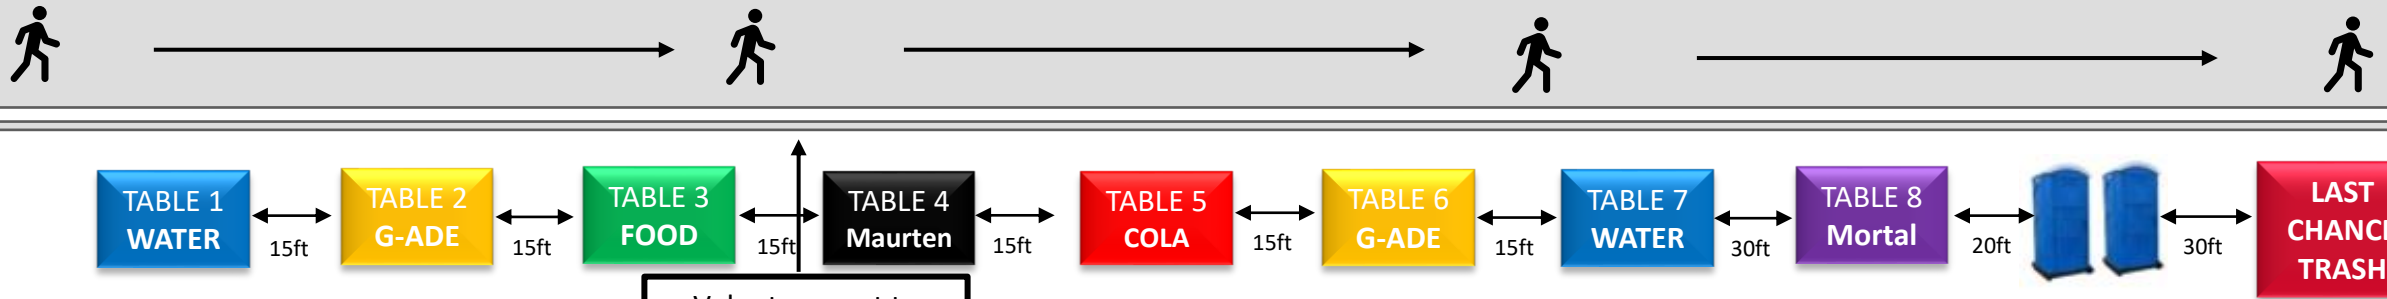 TABLE 1
WATER
15ft
TABLE 2
G-ADE
15ft
TABLE 3
FOOD
15ft
TABLE 4
Maurten
15ft
TABLE 5
COLA
15ft
TABLE 6
G-ADE
15ft
TABLE 7
WATER
30ft
TABLE 8
Mortal
20ft
30ft
LAST
CHANC
TRASH